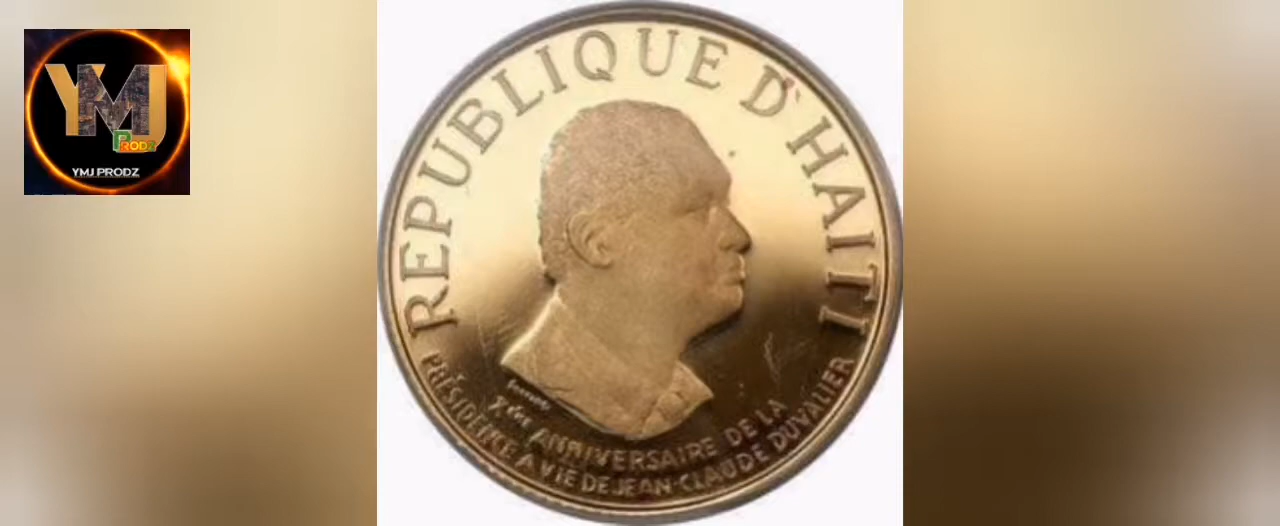 YMJ
PRODZ
YMJ PRODZ
REPUBLIQUE D'HAITI
Xème ANNIVERSAIRE DE LA
PRÉSIDENCE A VIE DE JEAN-CLAUDE DUVALIER